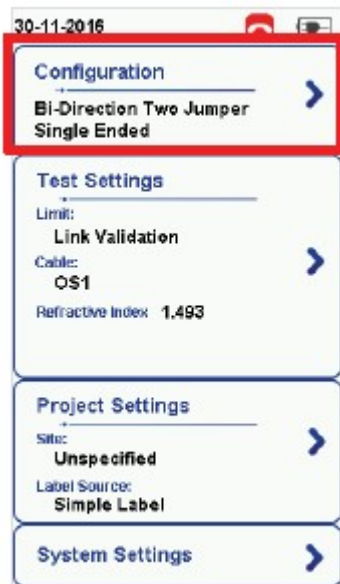 30-11-2016
Configuration
Bi-Direction Two Jumper
Single Ended
Test Settings
Limit:
Link Validation
Cable:
OS1
Refractive Index 1.493
Project Settings
Site:
Unspecified
Label Source:
Simple Label
System Settings